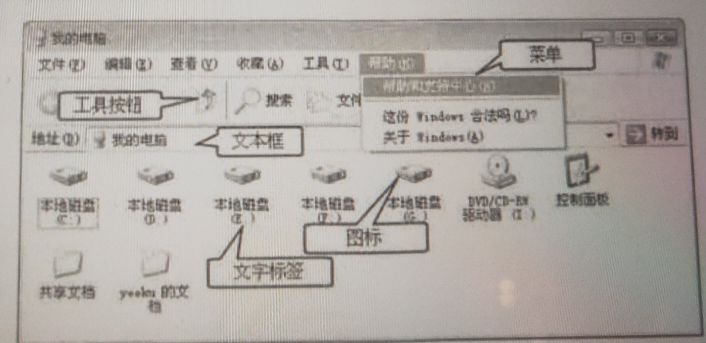 我的电脑
文件(F) 编辑(E) 查看(V) 收藏(A) 工具(T) 帮助(H)
菜单
帮助和支持中心(H)
工具按钮
搜索
文件
这份 Windows 合法吗(L)?
关于 Windows(A)
地址(D)
我的电脑
文本框
转到
本地磁盘
(C:)
本地磁盘
(D:)
本地磁盘
(E:)
本地磁盘
(F:)
本地磁盘
(G:)
DVD/CD-RW
驱动器 (I:)
控制面板
图标
文字标签
共享文档
yeeku 的文
档